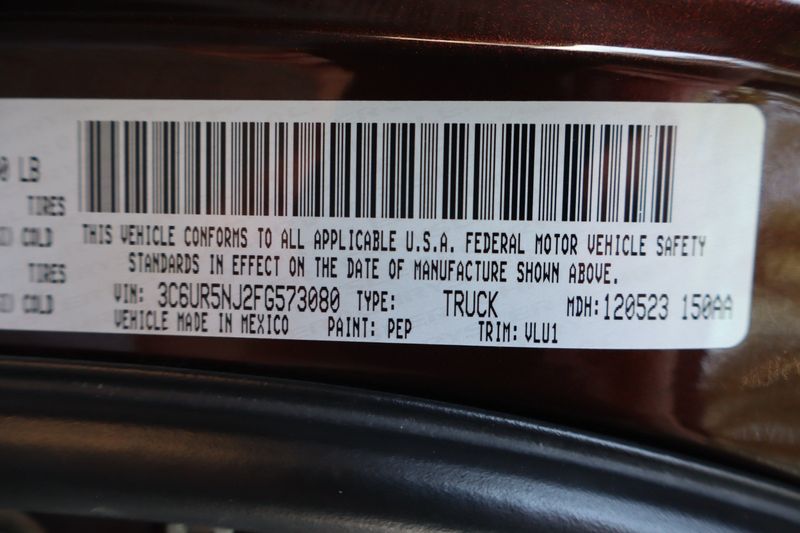 0 LB
TIRES
COLD
TIRES
COLD
THIS VEHICLE CONFORMS TO ALL APPLICABLE U.S.A. FEDERAL MOTOR VEHICLE SAFETY
STANDARDS IN EFFECT ON THE DATE OF MANUFACTURE SHOWN ABOVE.
VIN: 3C6UR5NJ2FG573080 TYPE: TRUCK MDH:120523 150AA
VEHICLE MADE IN MEXICO PAINT: PEP TRIM: VLU1